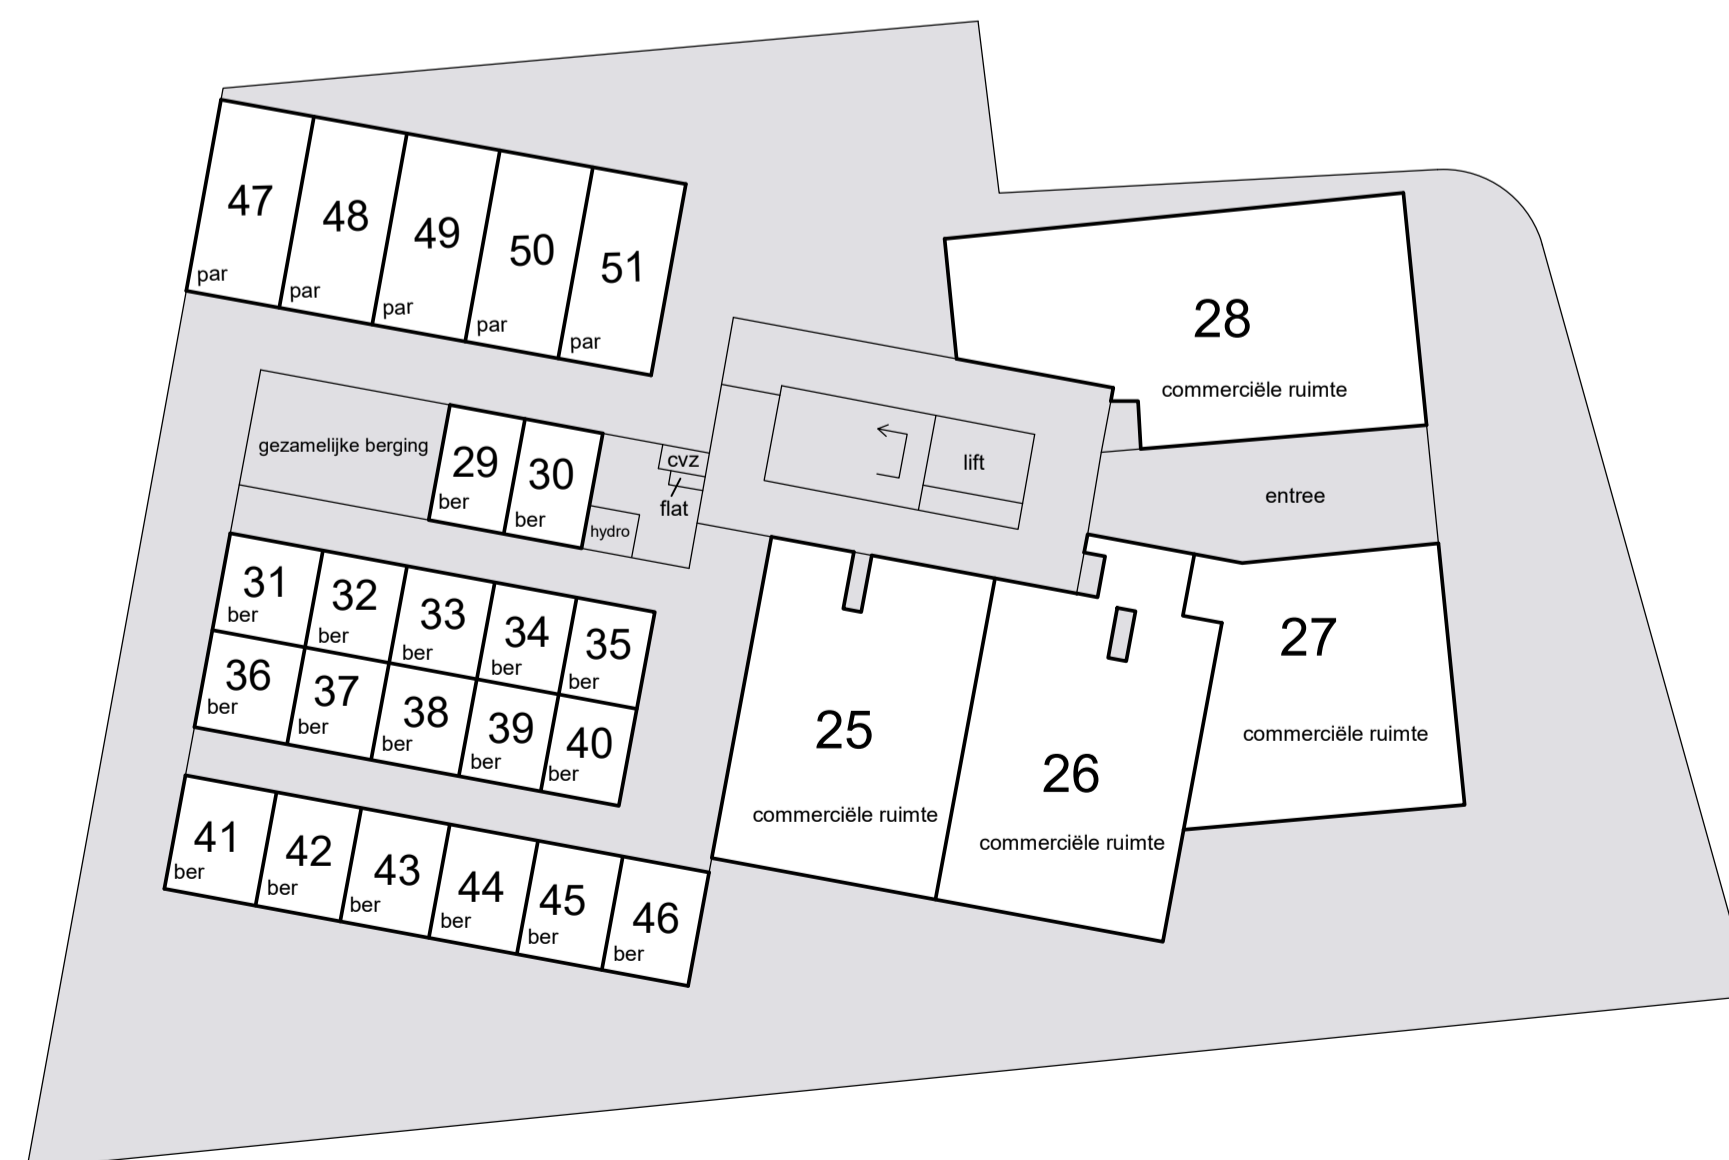 47
par
48
par
49
par
50
par
51
par
28
commerciële ruimte
gezamelijke berging
29
ber
30
ber
cvz
flat
hydro
lift
entree
31
ber
32
ber
33
ber
34
ber
35
ber
36
ber
37
ber
38
ber
39
ber
40
ber
25
commerciële ruimte
26
commerciële ruimte
27
commerciële ruimte
41
ber
42
ber
43
ber
44
ber
45
ber
46
ber